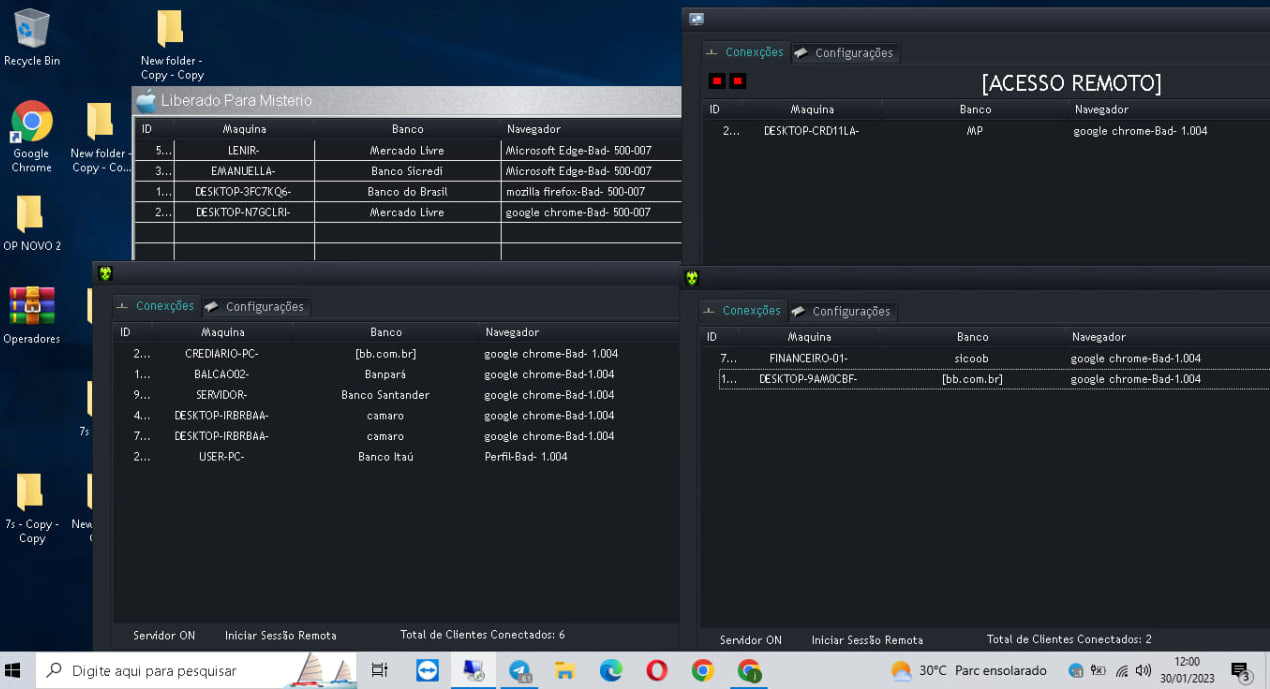 Recycle Bin
New folder -
Copy - Copy
Google
Chrome
New folder -
Copy - Co...
OP NOVO 2
Operadores
7s
7s - Copy -
Copy
New
Liberado Para Misterio
ID Maquina Banco Navegador
5... LENIR- Mercado Livre Microsoft Edge-Bad- 500-007
3... EMANUELLA- Banco Sicredi Microsoft Edge-Bad- 500-007
1... DESKTOP-3FC7KQ6- Banco do Brasil mozilla firefox-Bad- 500-007
2... DESKTOP-N7GCLRI- Mercado Livre google chrome-Bad- 500-007
Conexções Configurações
[ACESSO REMOTO]
ID Maquina Banco Navegador
2... DESKTOP-CRD11LA- MP google chrome-Bad- 1.004
Conexções Configurações
ID Maquina Banco Navegador
2... CREDIARIO-PC- [bb.com.br] google chrome-Bad- 1.004
1... BALCAO02- Banpará google chrome-Bad-1.004
9... SERVIDOR- Banco Santander google chrome-Bad-1.004
4... DESKTOP-IRBRBAA- camaro google chrome-Bad-1.004
7... DESKTOP-IRBRBAA- camaro google chrome-Bad-1.004
2... USER-PC- Banco Itaú Perfil-Bad- 1.004
Servidor ON Iniciar Sessão Remota Total de Clientes Conectados: 6
Conexções Configurações
ID Maquina Banco Navegador
7... FINANCEIRO-01- sicoob google chrome-Bad-1.004
1... DESKTOP-9AM0CBF- [bb.com.br] google chrome-Bad-1.004
Servidor ON Iniciar Sessão Remota Total de Clientes Conectados: 2
Digite aqui para pesquisar
61
30°C Parc ensolarado
12:00
30/01/2023
3